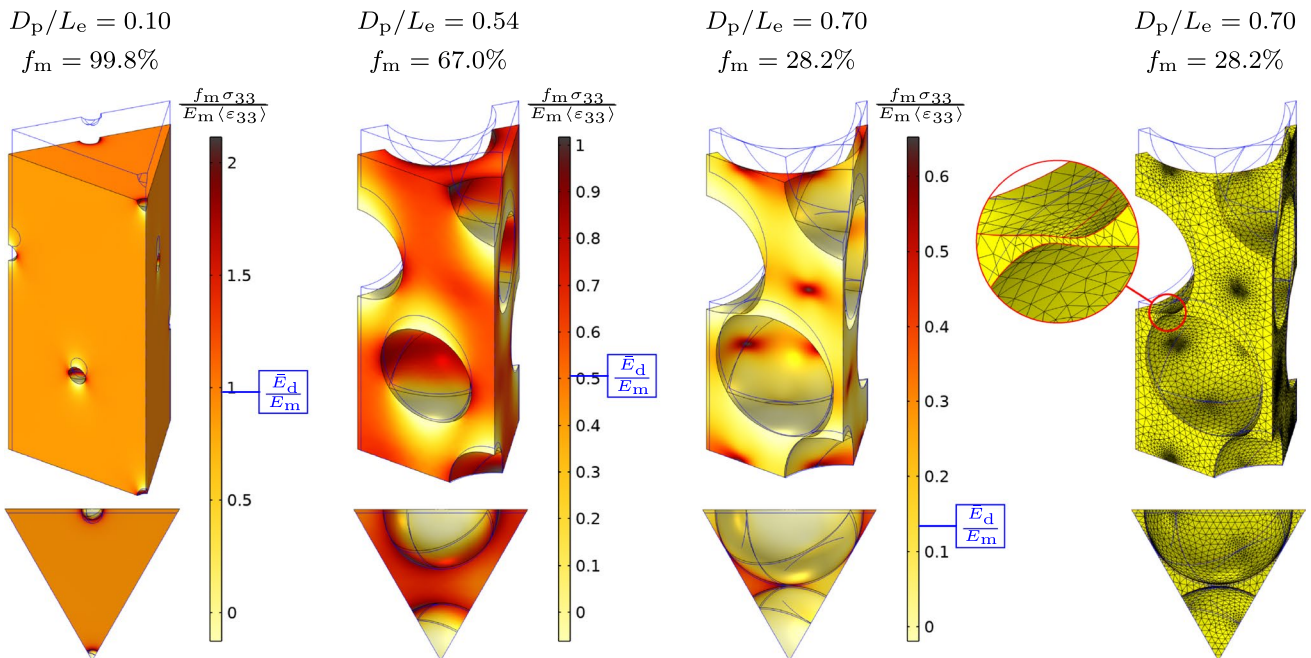 D_p/L_e = 0.10
f_m = 99.8%
D_p/L_e = 0.54
f_m = 67.0%
D_p/L_e = 0.70
f_m = 28.2%
D_p/L_e = 0.70
f_m = 28.2%
f_m σ_33 / E_m ⟨ε_33⟩
2
1.5
1
0.5
0
Ē_d / E_m
f_m σ_33 / E_m ⟨ε_33⟩
1
0.9
0.8
0.7
0.6
0.5
0.4
0.3
0.2
0.1
0
Ē_d / E_m
f_m σ_33 / E_m ⟨ε_33⟩
0.6
0.5
0.4
0.3
0.2
0.1
0
Ē_d / E_m